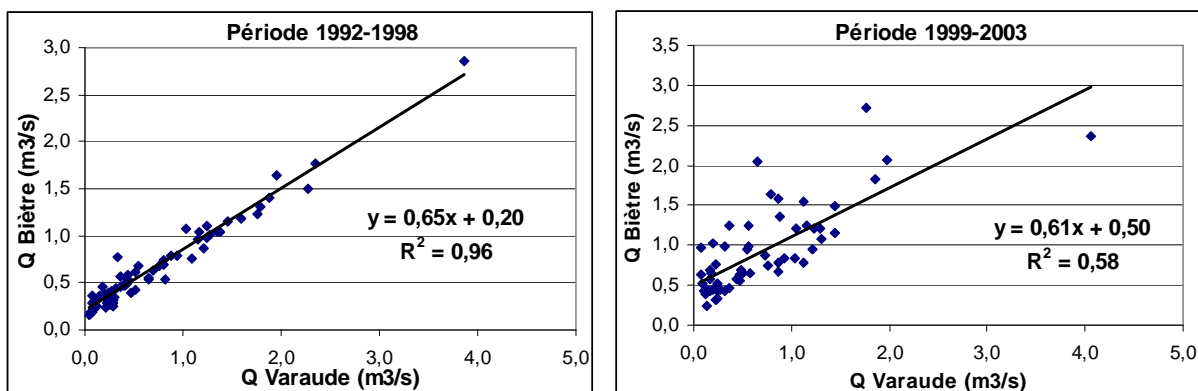 Période 1992-1998
3,0
2,5
2,0
1,5
1,0
0,5
0,0
Q Biètre (m3/s)
y = 0,65x + 0,20
R² = 0,96
0,0 1,0 2,0 3,0 4,0 5,0
Q Varaude (m3/s)
Période 1999-2003
3,5
3,0
2,5
2,0
1,5
1,0
0,5
0,0
Q Biètre (m3/s)
y = 0,61x + 0,50
R² = 0,58
0,0 1,0 2,0 3,0 4,0 5,0
Q Varaude (m3/s)